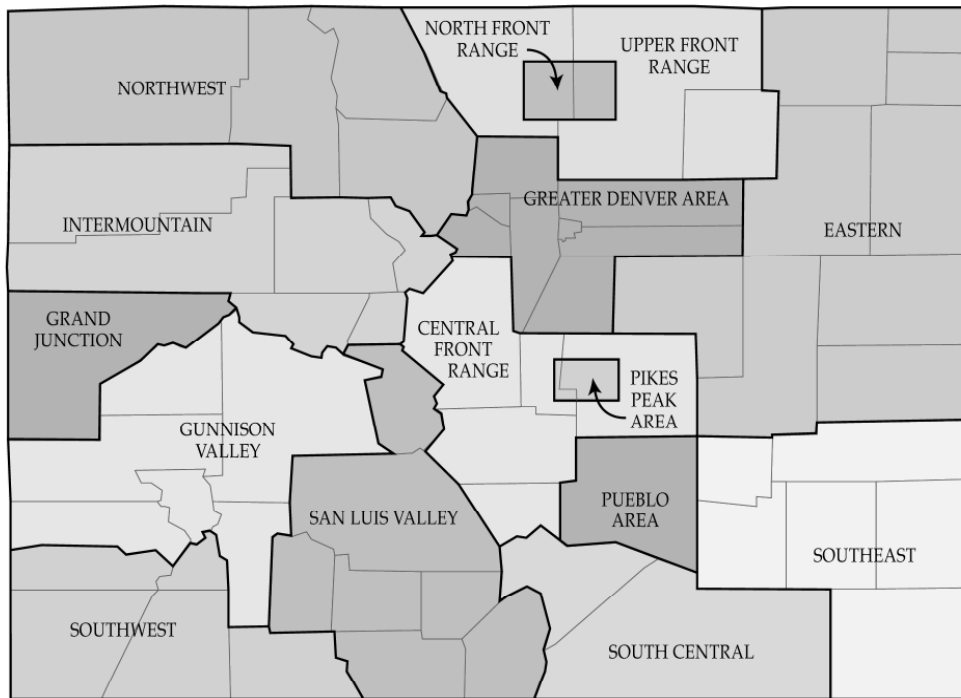 NORTH FRONT
RANGE
UPPER FRONT
RANGE
NORTHWEST
GREATER DENVER AREA
INTERMOUNTAIN
EASTERN
GRAND
JUNCTION
CENTRAL
FRONT
RANGE
PIKES
PEAK
AREA
GUNNISON
VALLEY
SAN LUIS VALLEY
PUEBLO
AREA
SOUTHEAST
SOUTHWEST
SOUTH CENTRAL